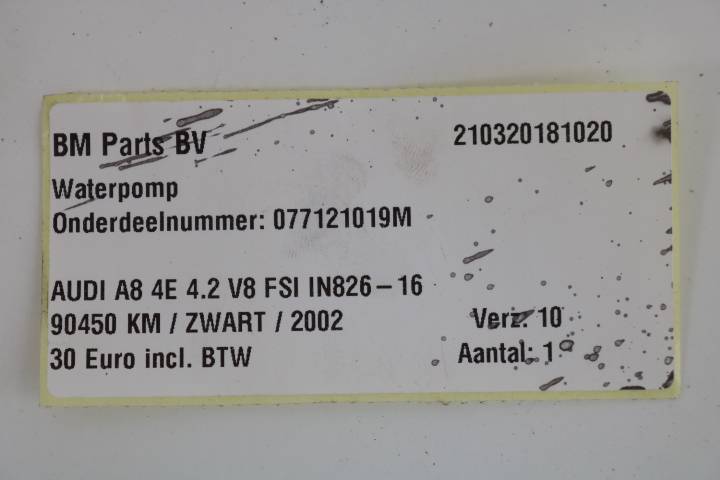 BM Parts BV 210320181020
Waterpomp
Onderdeelnummer: 077121019M
AUDI A8 4E 4.2 V8 FSI IN826-16
90450 KM / ZWART / 2002 Verz: 10
30 Euro incl. BTW Aantal: 1